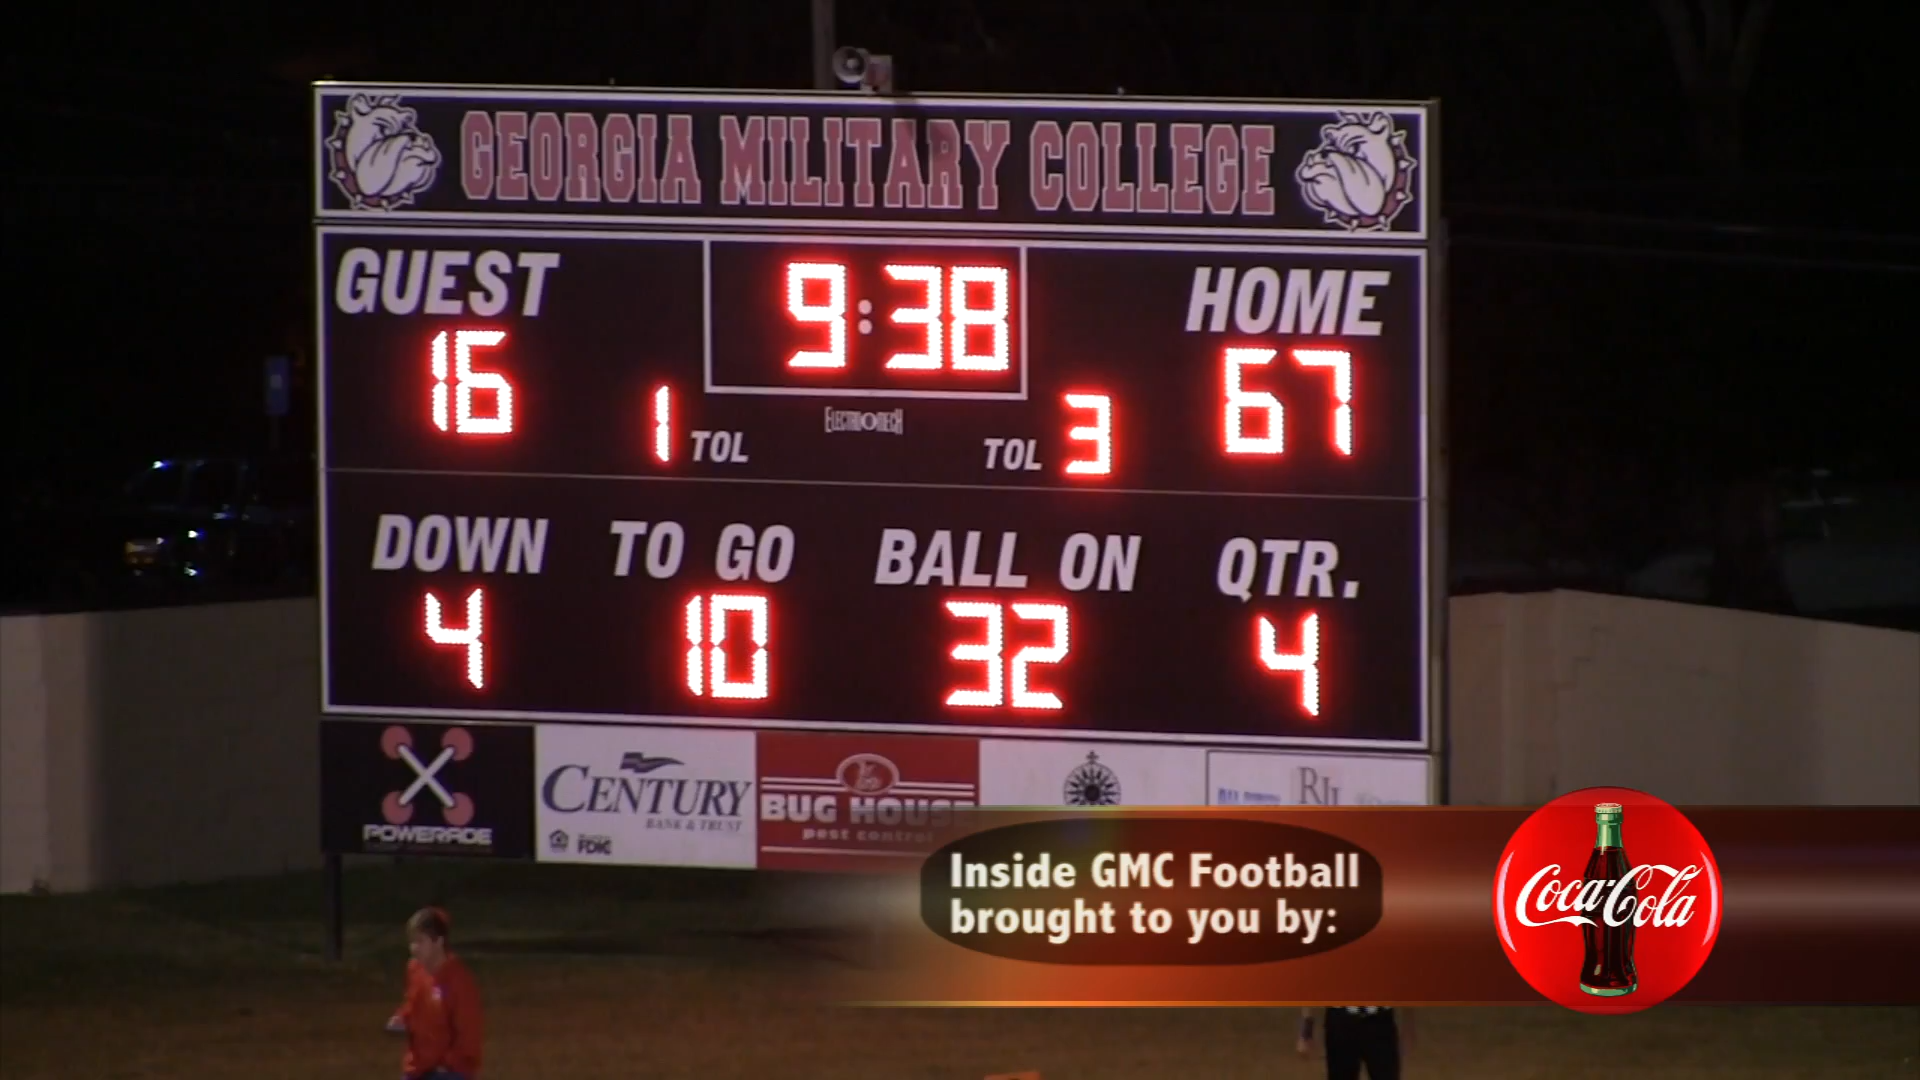 GEORGIA MILITARY COLLEGE
GUEST 9:38 HOME
16 67
1 TOL ELECTRO-MECH TOL 3
DOWN TO GO BALL ON QTR.
4 10 32 4
POWERADE
CENTURY
BANK & TRUST
FDIC
BUG HOUSE
pest control
Inside GMC Football
brought to you by:
Coca-Cola